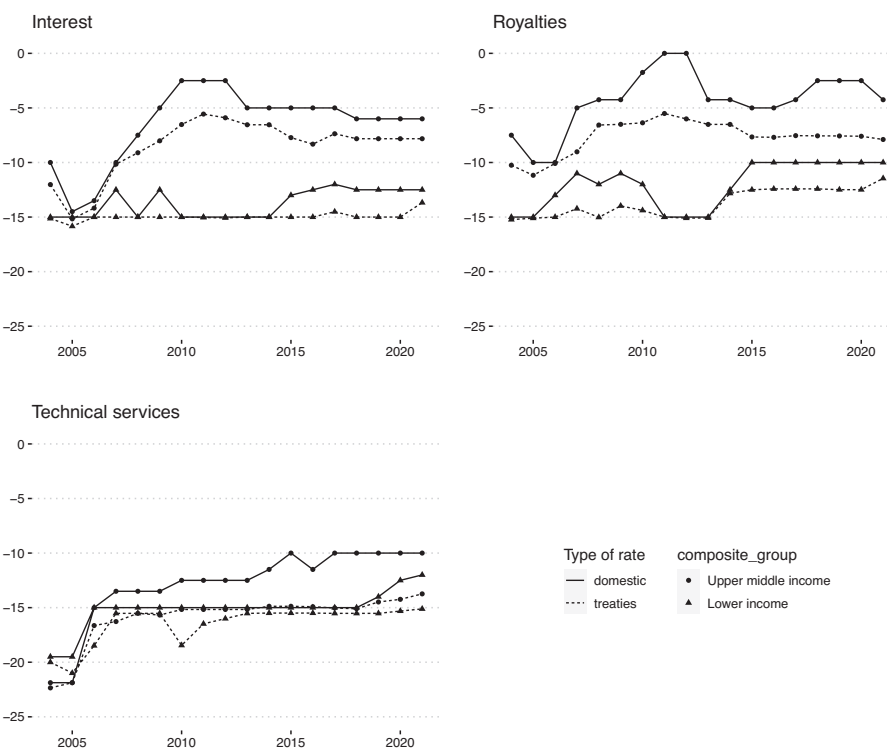 Interest
0
−5
−10
−15
−20
−25
2005 2010 2015 2020
Royalties
0
−5
−10
−15
−20
−25
2005 2010 2015 2020
Technical services
0
−5
−10
−15
−20
−25
2005 2010 2015 2020
Type of rate
domestic
treaties
composite_group
Upper middle income
Lower income